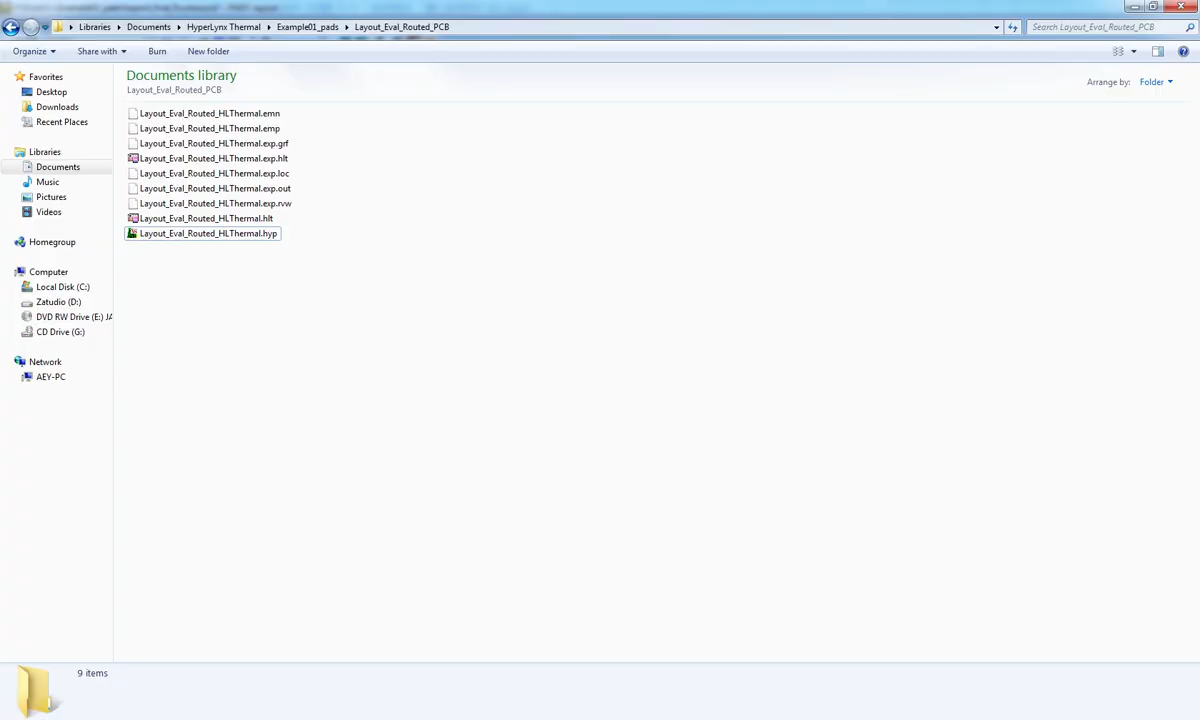 Libraries Documents HyperLynx Thermal Example01_pads Layout_Eval_Routed_PCB
Search Layout_Eval_Routed_PCB
Organize Share with Burn New folder
Favorites
Desktop
Downloads
Recent Places
Libraries
Documents
Music
Pictures
Videos
Homegroup
Computer
Local Disk (C:)
Zatudio (D:)
DVD RW Drive (E:) JA
CD Drive (G:)
Network
AEY-PC
Documents library
Layout_Eval_Routed_PCB
Arrange by: Folder
Layout_Eval_Routed_HLThermal.emn
Layout_Eval_Routed_HLThermal.emp
Layout_Eval_Routed_HLThermal.exp.grf
Layout_Eval_Routed_HLThermal.exp.hlt
Layout_Eval_Routed_HLThermal.exp.loc
Layout_Eval_Routed_HLThermal.exp.out
Layout_Eval_Routed_HLThermal.exp.rvw
Layout_Eval_Routed_HLThermal.hlt
Layout_Eval_Routed_HLThermal.hyp
9 items